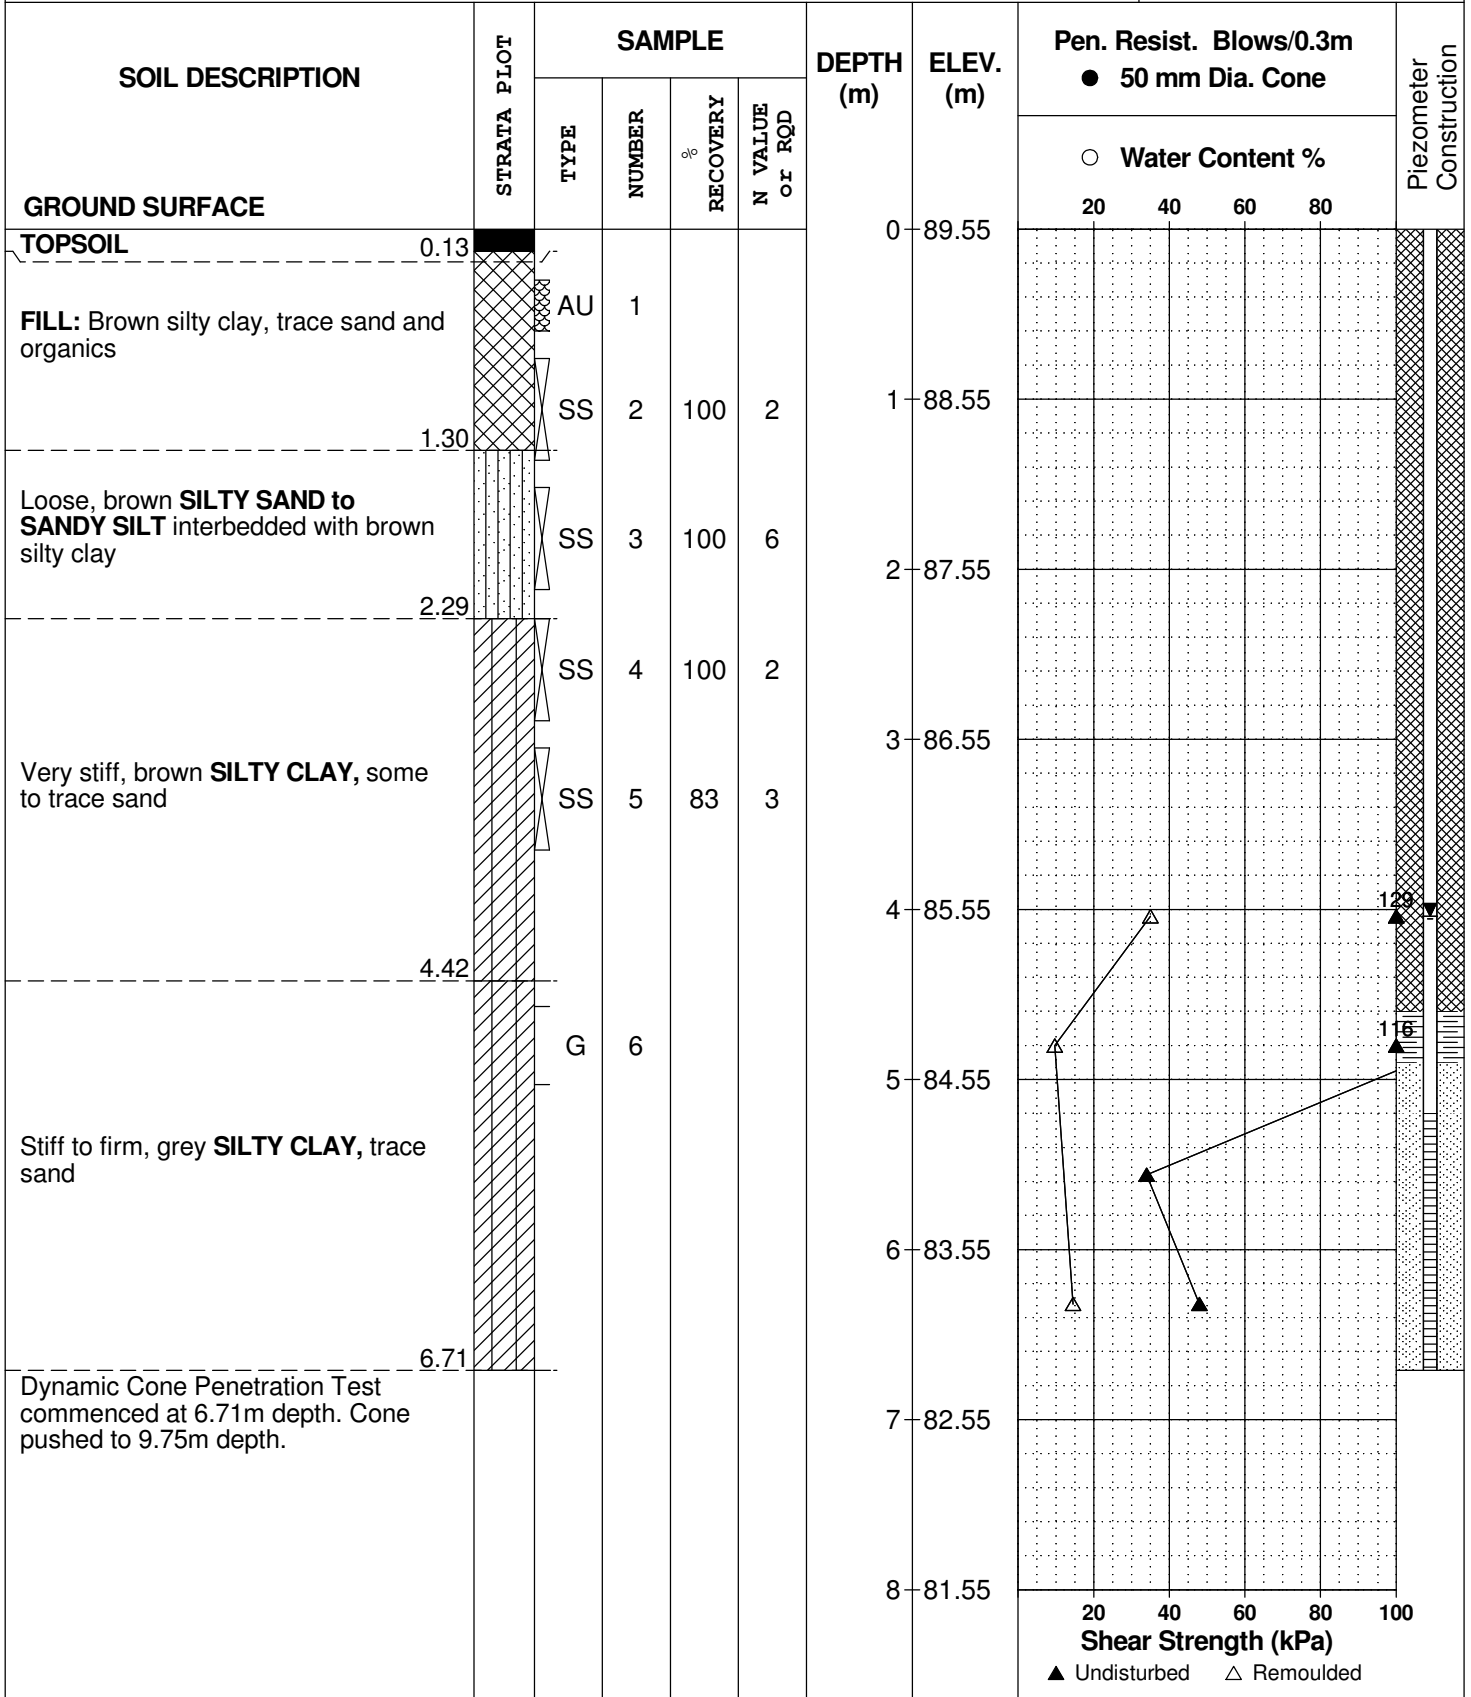 SOIL DESCRIPTION
GROUND SURFACE
STRATA PLOT
SAMPLE
TYPE
NUMBER
% RECOVERY
N VALUE
or RQD
DEPTH
(m)
ELEV.
(m)
Pen. Resist. Blows/0.3m
● 50 mm Dia. Cone
○ Water Content %
20 40 60 80
Piezometer
Construction
TOPSOIL 0.13
FILL: Brown silty clay, trace sand and
organics
1.30
Loose, brown SILTY SAND to
SANDY SILT interbedded with brown
silty clay
2.29
Very stiff, brown SILTY CLAY, some
to trace sand
4.42
Stiff to firm, grey SILTY CLAY, trace
sand
6.71
Dynamic Cone Penetration Test
commenced at 6.71m depth. Cone
pushed to 9.75m depth.
AU 1
SS 2 100 2
SS 3 100 6
SS 4 100 2
SS 5 83 3
G 6
0 89.55
1 88.55
2 87.55
3 86.55
4 85.55
5 84.55
6 83.55
7 82.55
8 81.55
129
116
20 40 60 80 100
Shear Strength (kPa)
▲ Undisturbed △ Remoulded